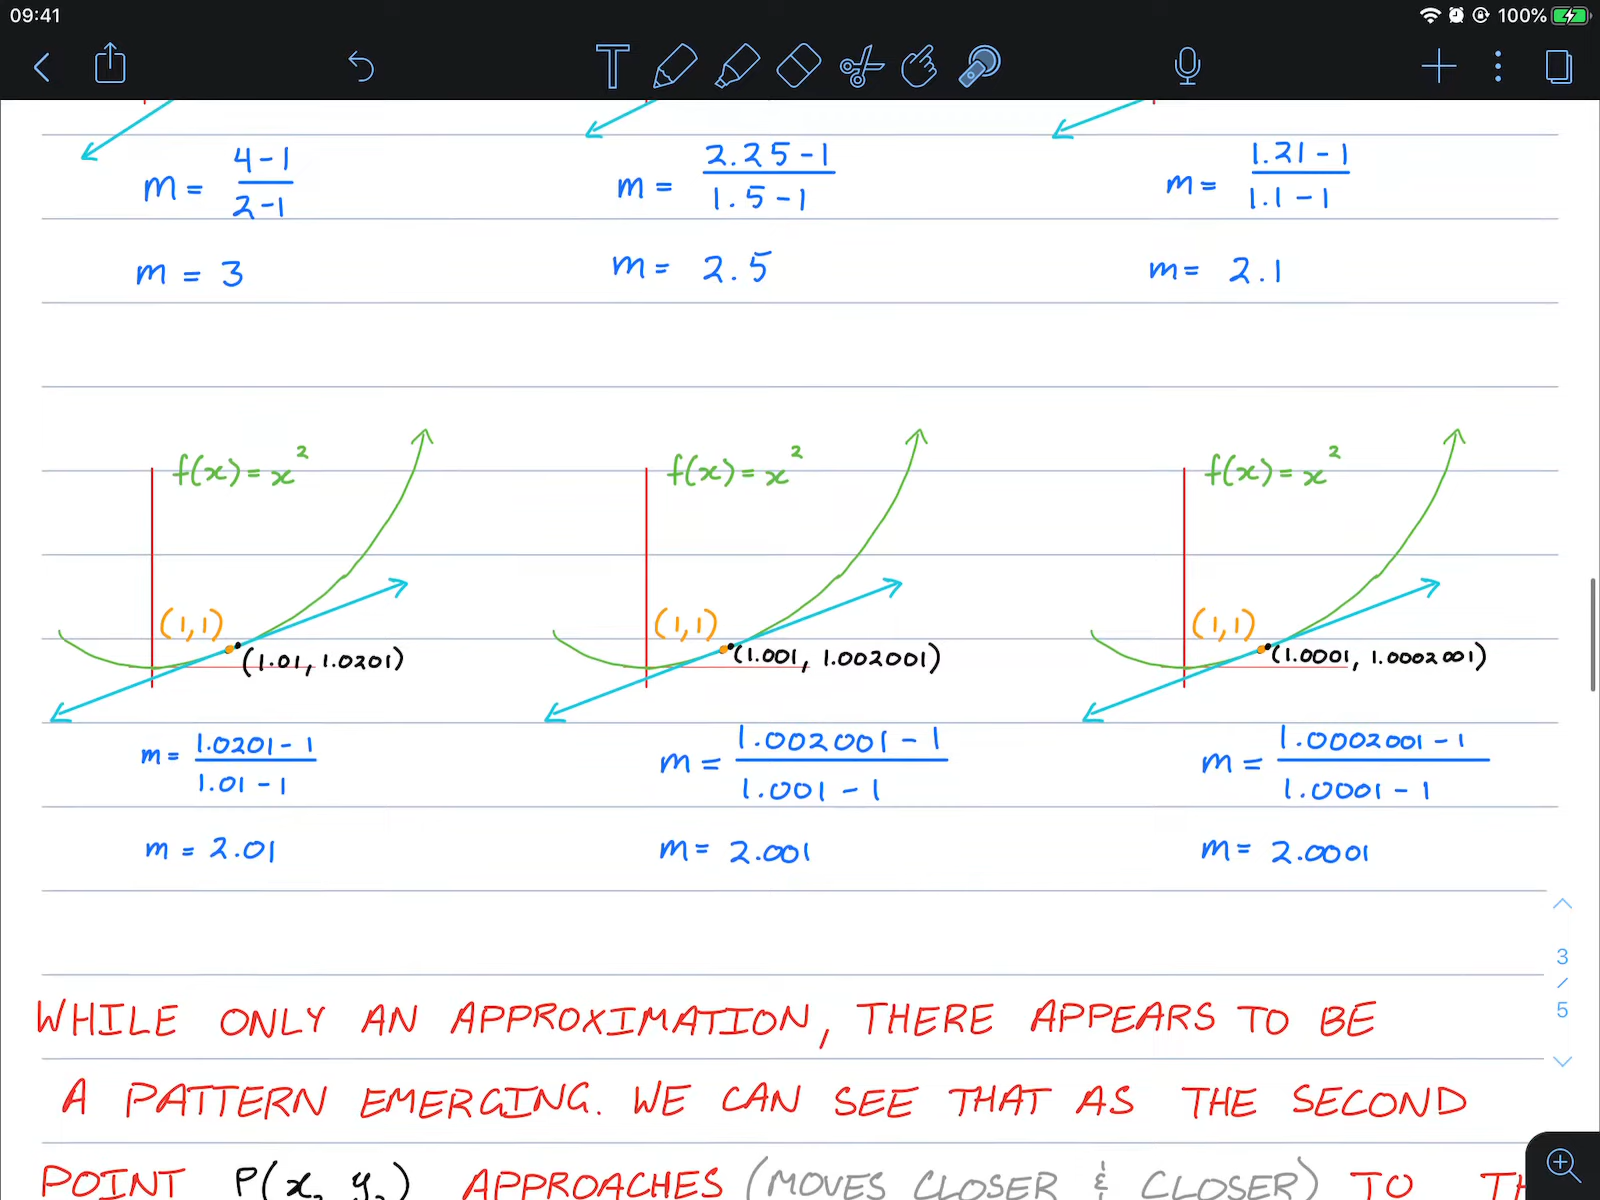 09:41 100%
m = 4-1 / 2-1 m = 2.25-1 / 1.5-1 m = 1.21-1 / 1.1-1
m = 3 m = 2.5 m = 2.1
f(x)=x² f(x)=x² f(x)=x²
(1,1) (1,1) (1,1)
(1.01, 1.0201) (1.001, 1.002001) (1.0001, 1.0002001)
m = 1.0201-1 / 1.01-1 m = 1.002001-1 / 1.001-1 m = 1.0002001-1 / 1.0001-1
m = 2.01 m = 2.001 m = 2.0001
3 / 5
WHILE ONLY AN APPROXIMATION, THERE APPEARS TO BE
A PATTERN EMERGING. WE CAN SEE THAT AS THE SECOND
POINT P(x₂ y₂) APPROACHES (MOVES CLOSER & CLOSER) TO